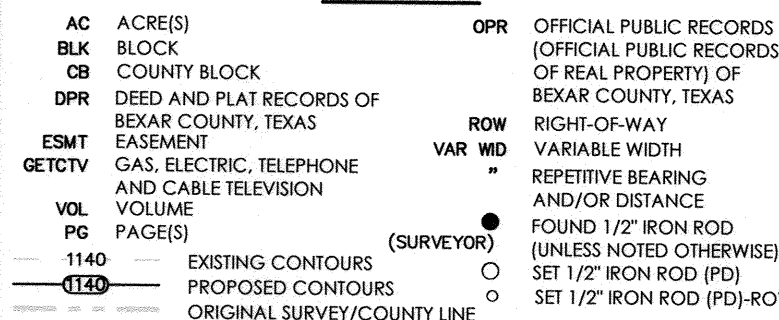 AC ACRE(S)
BLK BLOCK
CB COUNTY BLOCK
DPR DEED AND PLAT RECORDS OF
BEXAR COUNTY, TEXAS
ESMT EASEMENT
GETCTV GAS, ELECTRIC, TELEPHONE
AND CABLE TELEVISION
VOL VOLUME
PG PAGE(S)
1140 EXISTING CONTOURS
1140 PROPOSED CONTOURS
ORIGINAL SURVEY/COUNTY LINE
OPR OFFICIAL PUBLIC RECORDS
(OFFICIAL PUBLIC RECORDS
OF REAL PROPERTY) OF
BEXAR COUNTY, TEXAS
ROW RIGHT-OF-WAY
VAR WID VARIABLE WIDTH
" REPETITIVE BEARING
AND/OR DISTANCE
● FOUND 1/2" IRON ROD
(SURVEYOR) (UNLESS NOTED OTHERWISE)
○ SET 1/2" IRON ROD (PD)
○ SET 1/2" IRON ROD (PD)-RO